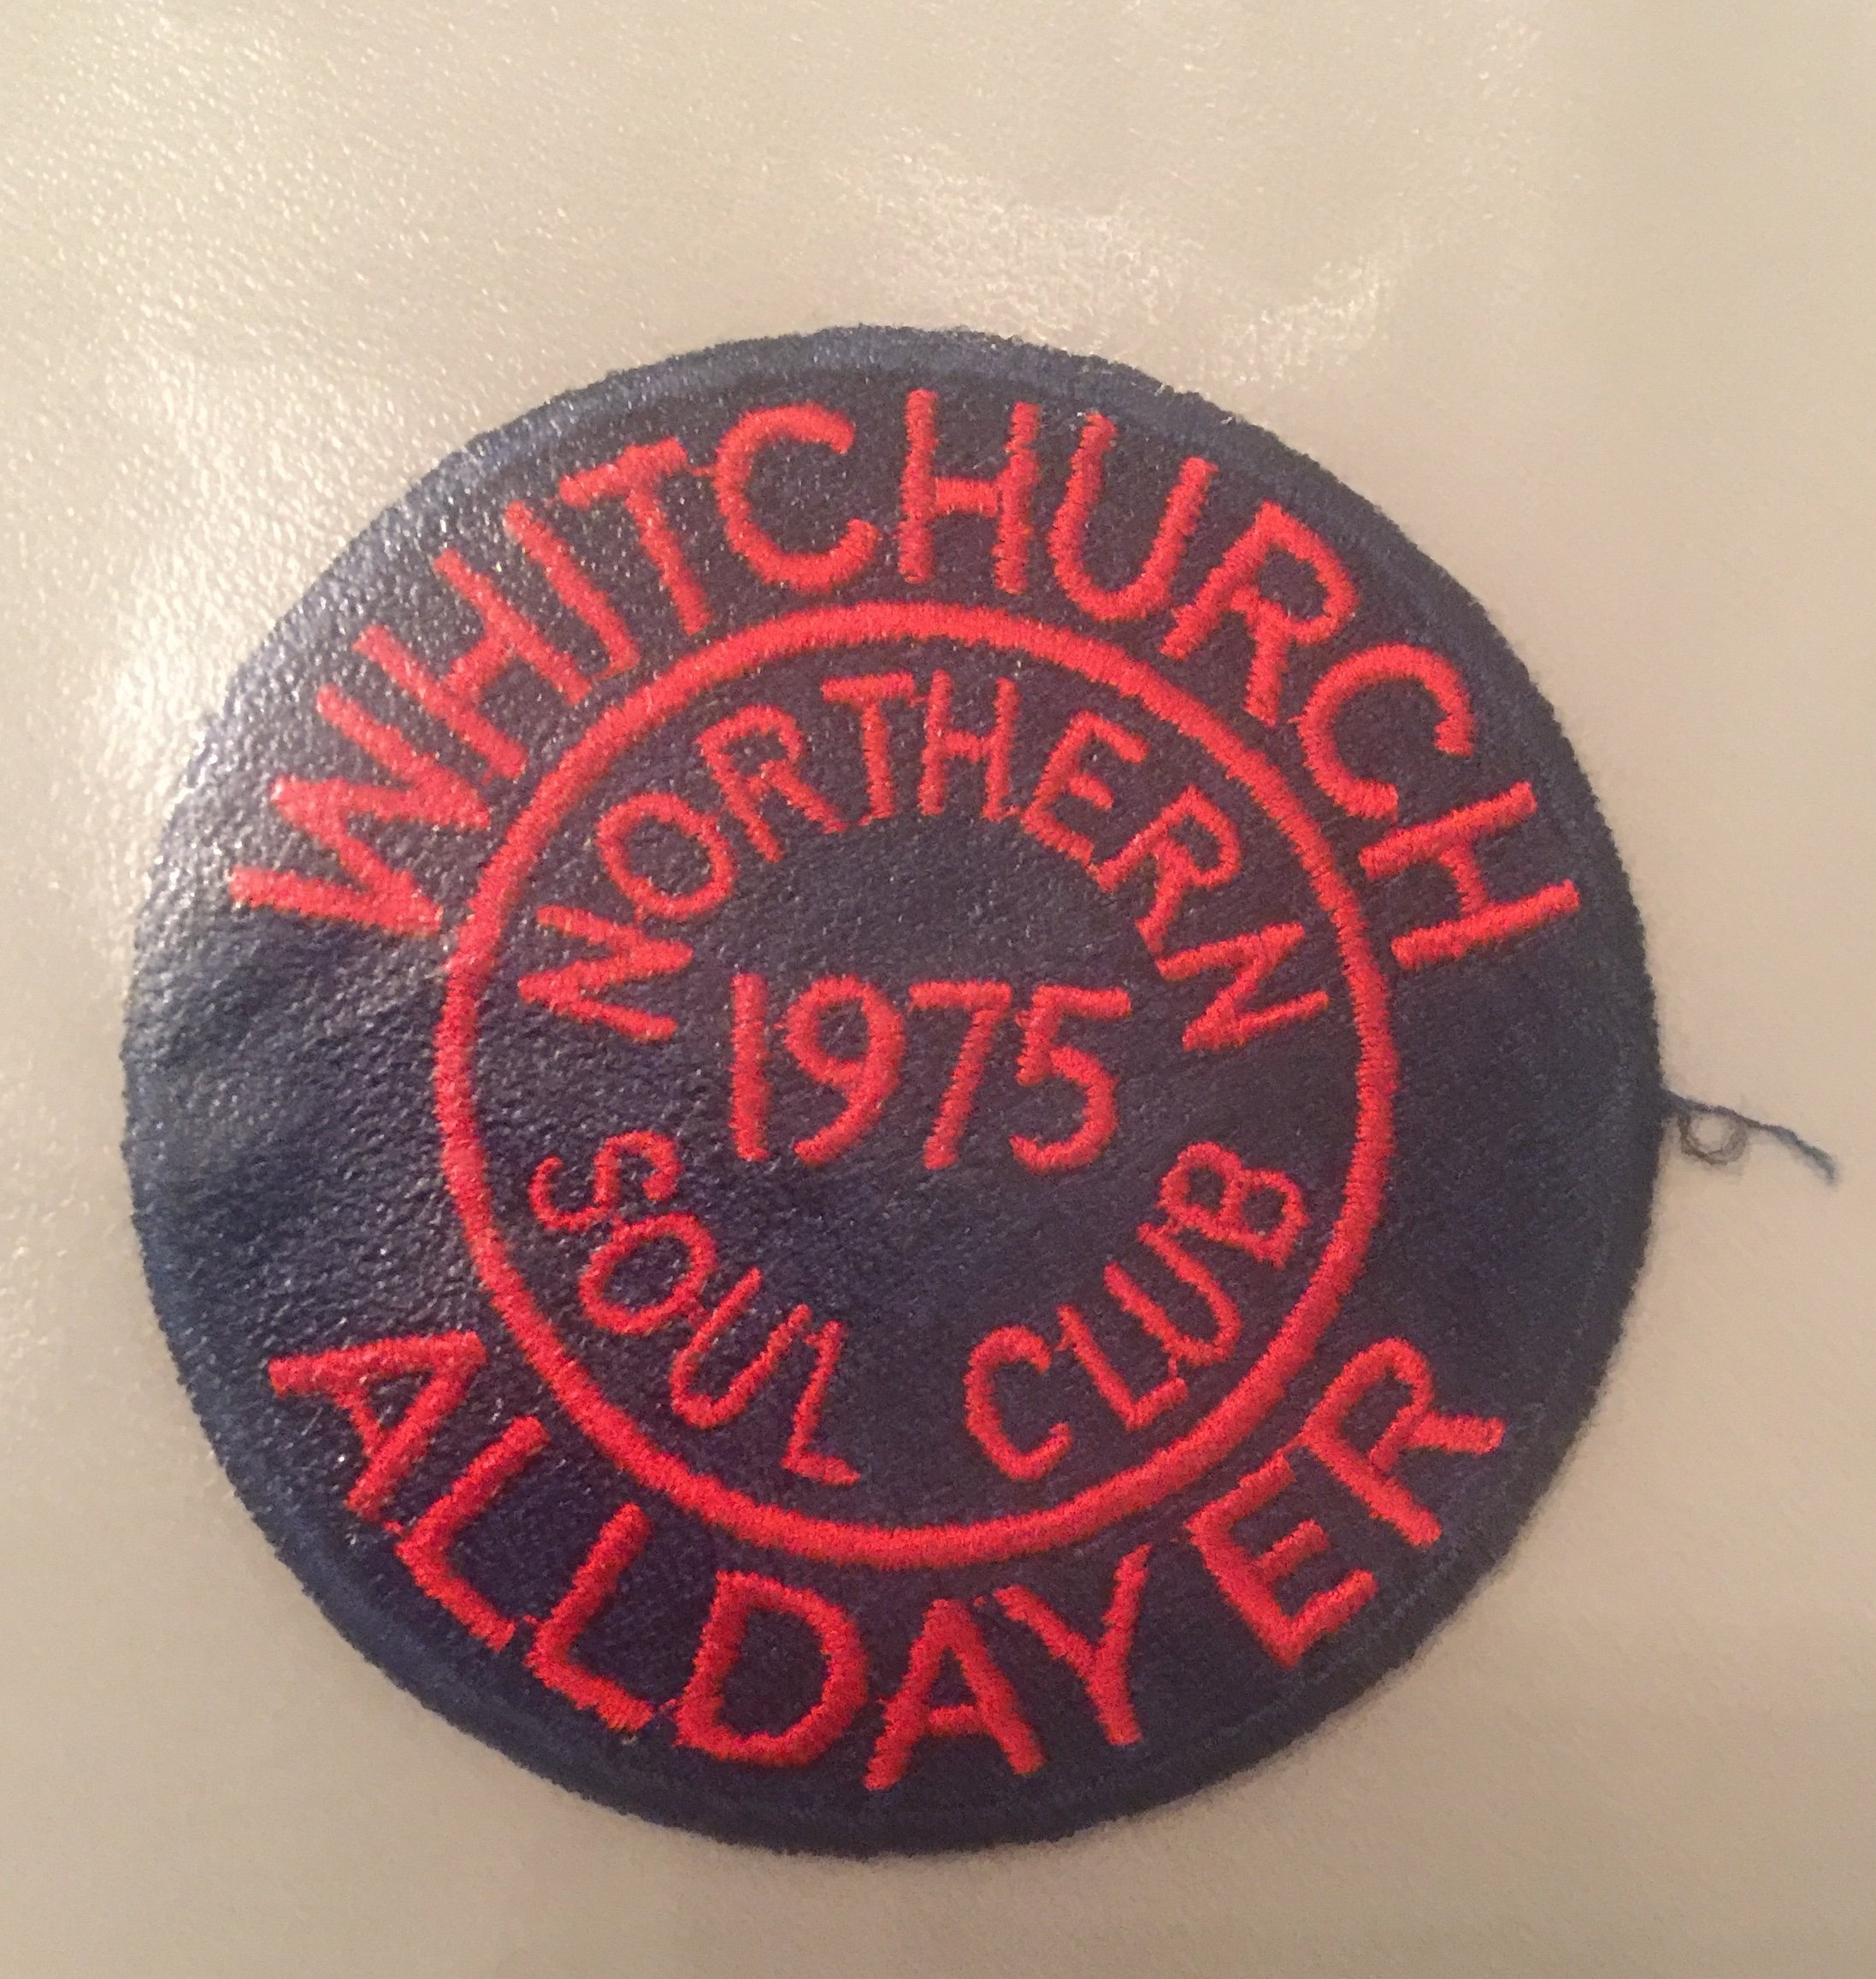 WHITCHURCH
NORTHERN
1975
SOUL CLUB
ALLDAYER